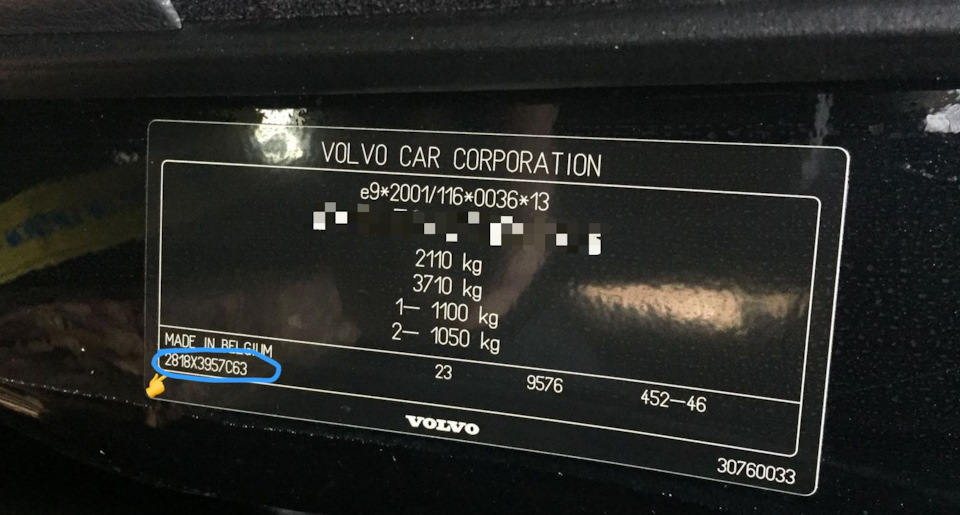 VOLVO CAR CORPORATION
e9*2001/116*0036*13
2110 kg
3710 kg
1— 1100 kg
2— 1050 kg
MADE IN BELGIUM
2818X3957C63 23 9576 452—46
VOLVO
30760033